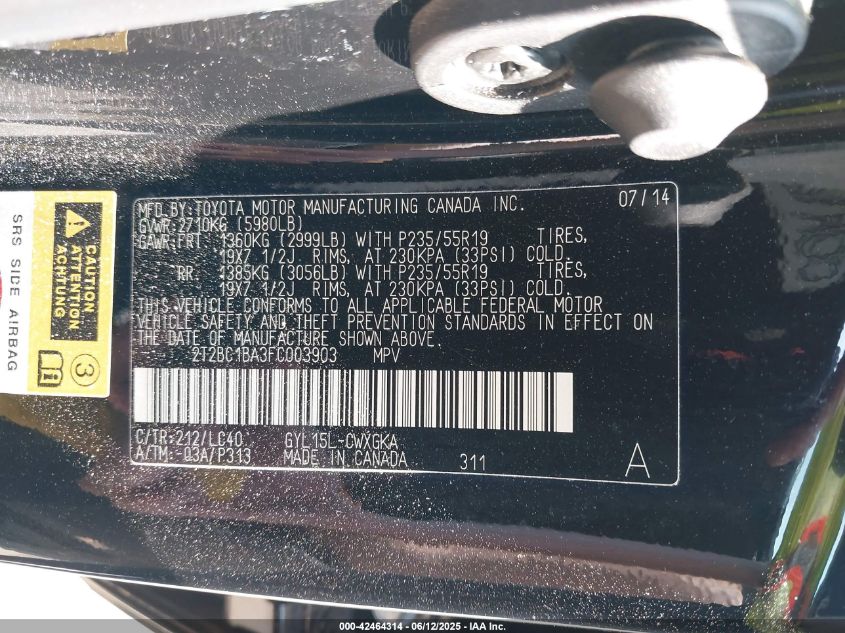 MFD.BY:TOYOTA MOTOR MANUFACTURING CANADA INC. 07/14
GVWR:2710KG (5980LB)
GAWR:FRT 1360KG (2999LB) WITH P235/55R19 TIRES,
19X7 1/2J RIMS, AT 230KPA (33PSI) COLD.
RR 1385KG (3056LB) WITH P235/55R19 TIRES,
19X7 1/2J RIMS, AT 230KPA (33PSI) COLD.
THIS VEHICLE CONFORMS TO ALL APPLICABLE FEDERAL MOTOR
VEHICLE SAFETY AND THEFT PREVENTION STANDARDS IN EFFECT ON
THE DATE OF MANUFACTURE SHOWN ABOVE.
2T2BC1BA3FC003903 MPV
C/TR:212/LC40 GYL15L-CWXGKA
A/TM:-03A/P313 MADE IN CANADA 311 A
SRS SIDE AIRBAG
CAUTION
ATTENTION
ACHTUNG
3
000-42464314 - 06/12/2025 - IAA Inc.